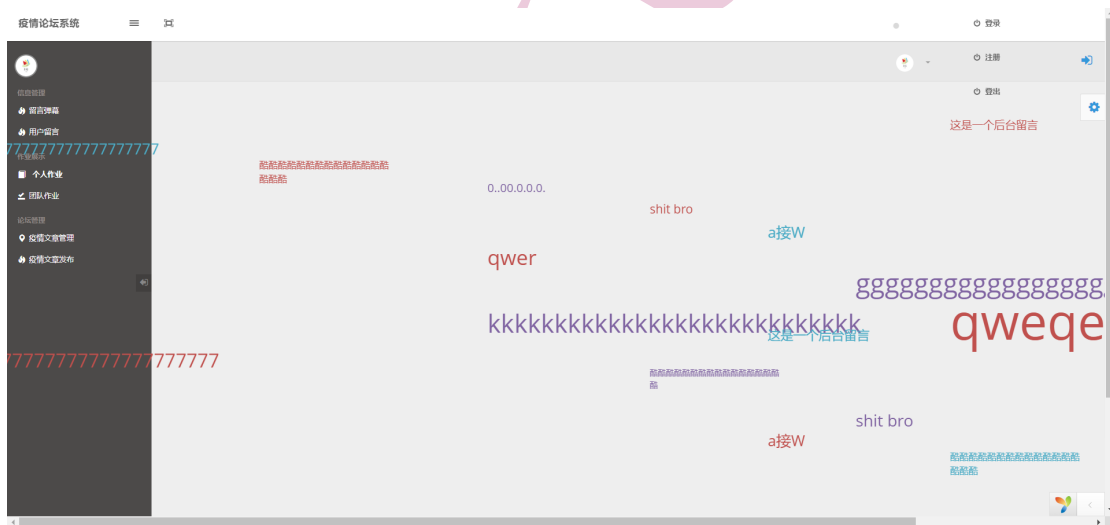 疫情论坛系统
登录
注册
登出
信息管理
留言弹幕
用户留言
作业展示
个人作业
团队作业
论坛管理
疫情文章管理
疫情文章发布
这是一个后台留言
酷酷酷酷酷酷酷酷酷酷酷酷酷酷
酷酷酷
0..00.0.0.0.
shit bro
a接W
qwer
ggggggggggggggggg
kkkkkkkkkkkkkkkkkkkkkkkkkkkk
这是一个后台留言
qweqe
酷酷酷酷酷酷酷酷酷酷酷酷酷酷酷酷
酷
shit bro
a接W
酷酷酷酷酷酷酷酷酷酷酷酷酷酷
酷酷酷